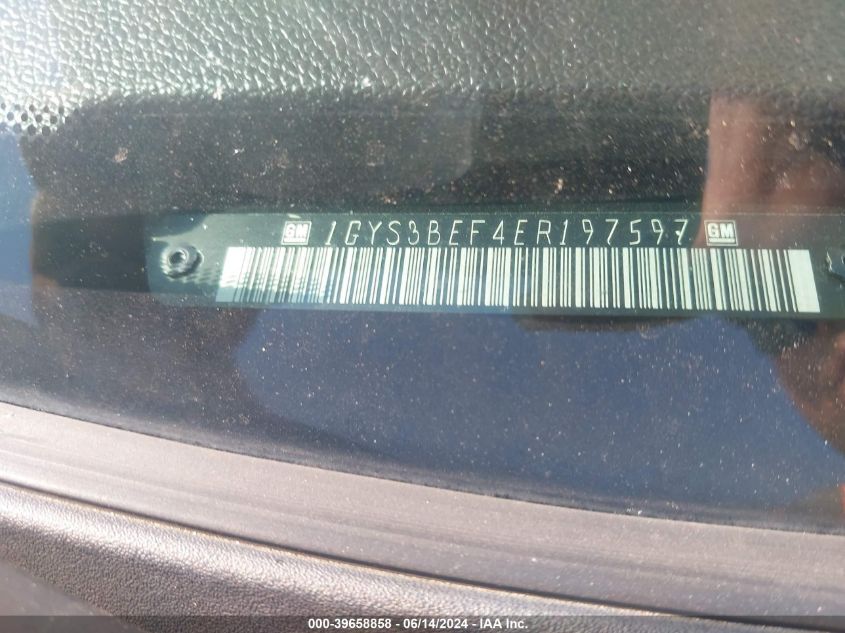 GM 1GYS3BEF4ER197597 GM
000-39658858 - 06/14/2024 - IAA Inc.